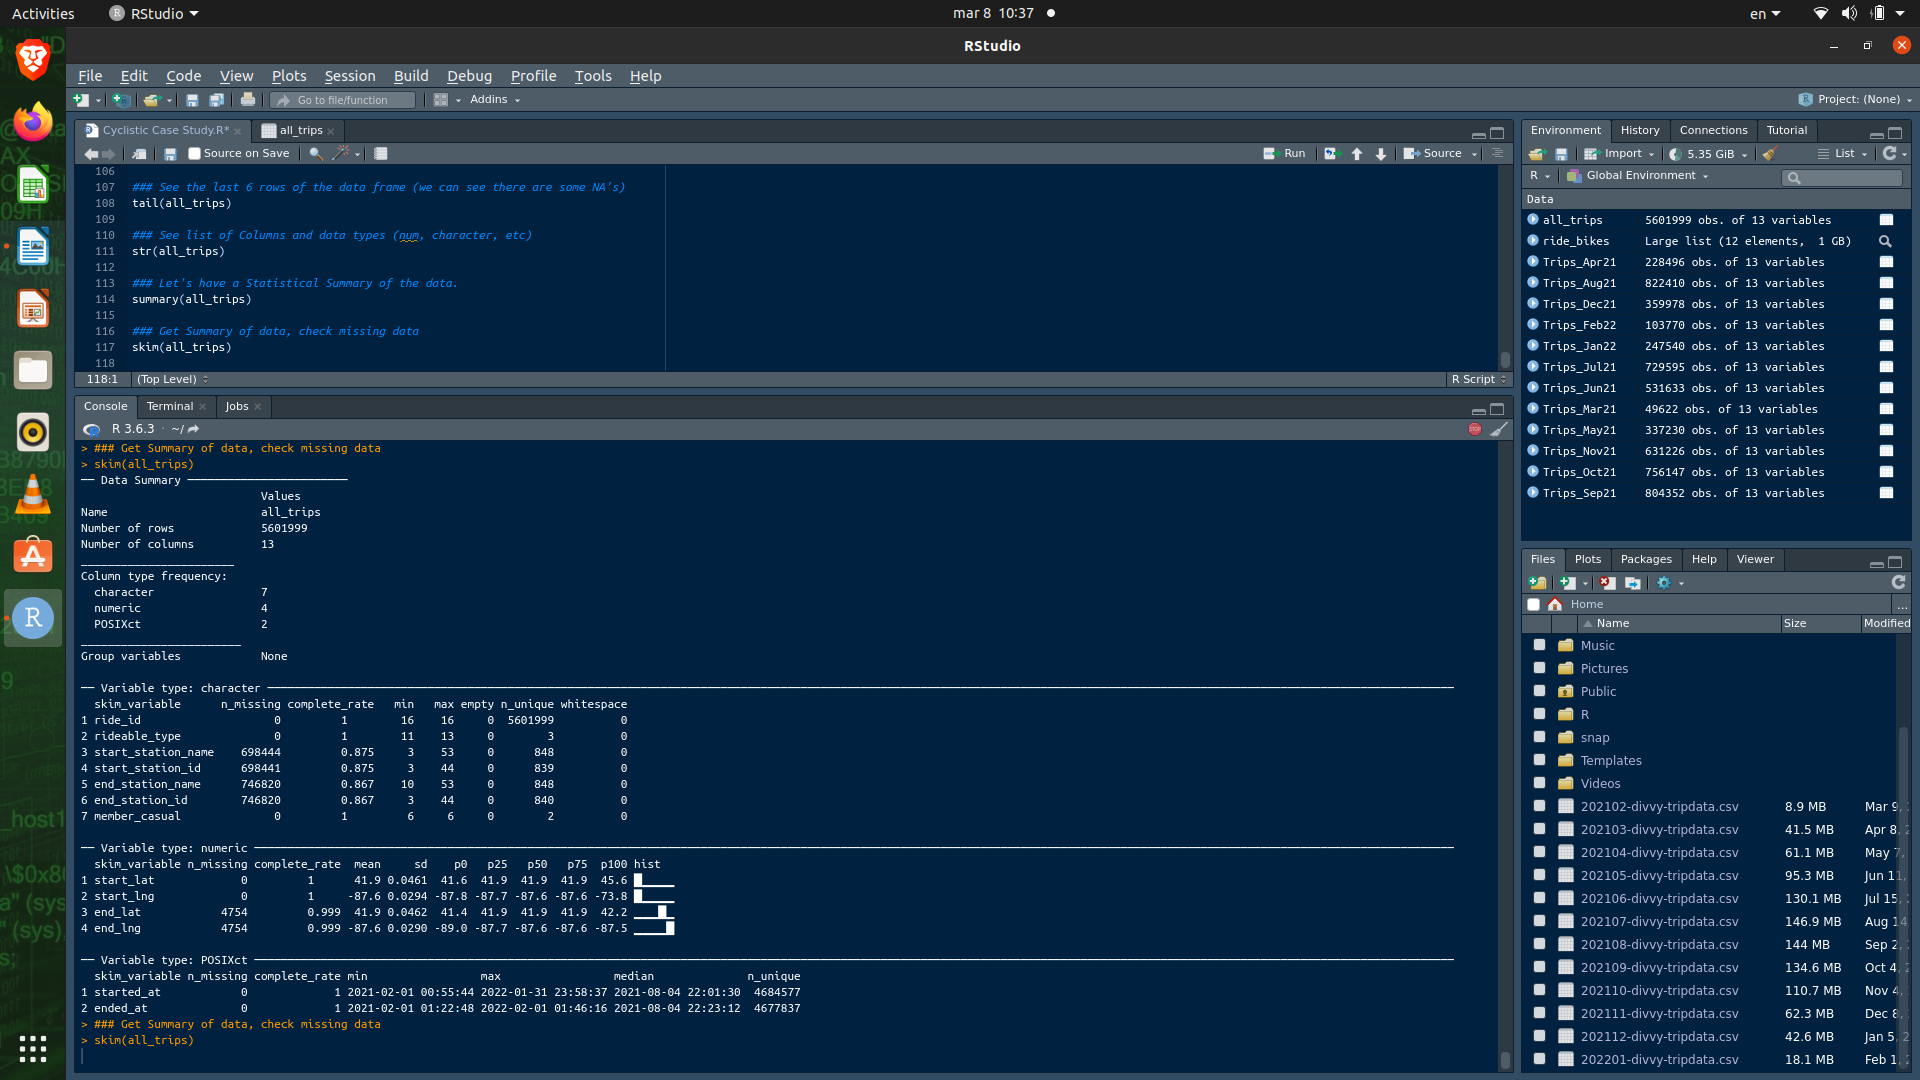 Activities RStudio mar 8 10:37 en
RStudio
File Edit Code View Plots Session Build Debug Profile Tools Help
Go to file/function Addins Project: (None)
Cyclistic Case Study.R* all_trips
Source on Save Run Source
106
107 ### See the last 6 rows of the data frame (we can see there are some NA's)
108 tail(all_trips)
109
110 ### See list of Columns and data types (num, character, etc)
111 str(all_trips)
112
113 ### Let's have a Statistical Summary of the data.
114 summary(all_trips)
115
116 ### Get Summary of data, check missing data
117 skim(all_trips)
118
118:1 (Top Level) R Script
Console Terminal Jobs
R 3.6.3 · ~/
> ### Get Summary of data, check missing data
> skim(all_trips)
── Data Summary ────────────────────────
Values
Name all_trips
Number of rows 5601999
Number of columns 13
_______________________
Column type frequency:
character 7
numeric 4
POSIXct 2
________________________
Group variables None
── Variable type: character ──────────
skim_variable n_missing complete_rate min max empty n_unique whitespace
1 ride_id 0 1 16 16 0 5601999 0
2 rideable_type 0 1 11 13 0 3 0
3 start_station_name 698444 0.875 3 53 0 848 0
4 start_station_id 698441 0.875 3 44 0 839 0
5 end_station_name 746820 0.867 10 53 0 848 0
6 end_station_id 746820 0.867 3 44 0 840 0
7 member_casual 0 1 6 6 0 2 0
── Variable type: numeric ──────────
skim_variable n_missing complete_rate mean sd p0 p25 p50 p75 p100 hist
1 start_lat 0 1 41.9 0.0461 41.6 41.9 41.9 41.9 45.6 █▁▁▁▁
2 start_lng 0 1 -87.6 0.0294 -87.8 -87.7 -87.6 -87.6 -73.8 █▁▁▁▁
3 end_lat 4754 0.999 41.9 0.0462 41.4 41.9 41.9 41.9 42.2 ▁▁▁█▁
4 end_lng 4754 0.999 -87.6 0.0290 -89.0 -87.7 -87.6 -87.6 -87.5 ▁▁▁▁█
── Variable type: POSIXct ──────────
skim_variable n_missing complete_rate min max median n_unique
1 started_at 0 1 2021-02-01 00:55:44 2022-01-31 23:58:37 2021-08-04 22:01:30 4684577
2 ended_at 0 1 2021-02-01 01:22:48 2022-02-01 01:46:16 2021-08-04 22:23:12 4677837
> ### Get Summary of data, check missing data
> skim(all_trips)
Environment History Connections Tutorial
Import 5.35 GiB List
R Global Environment
Data
all_trips 5601999 obs. of 13 variables
ride_bikes Large list (12 elements, 1 GB)
Trips_Apr21 228496 obs. of 13 variables
Trips_Aug21 822410 obs. of 13 variables
Trips_Dec21 359978 obs. of 13 variables
Trips_Feb22 103770 obs. of 13 variables
Trips_Jan22 247540 obs. of 13 variables
Trips_Jul21 729595 obs. of 13 variables
Trips_Jun21 531633 obs. of 13 variables
Trips_Mar21 49622 obs. of 13 variables
Trips_May21 337230 obs. of 13 variables
Trips_Nov21 631226 obs. of 13 variables
Trips_Oct21 756147 obs. of 13 variables
Trips_Sep21 804352 obs. of 13 variables
Files Plots Packages Help Viewer
Home ...
Name Size Modified
Music
Pictures
Public
R
snap
Templates
Videos
202102-divvy-tripdata.csv 8.9 MB Mar 9,
202103-divvy-tripdata.csv 41.5 MB Apr 8,
202104-divvy-tripdata.csv 61.1 MB May 7,
202105-divvy-tripdata.csv 95.3 MB Jun 11,
202106-divvy-tripdata.csv 130.1 MB Jul 15,
202107-divvy-tripdata.csv 146.9 MB Aug 14
202108-divvy-tripdata.csv 144 MB Sep 2,
202109-divvy-tripdata.csv 134.6 MB Oct 4,
202110-divvy-tripdata.csv 110.7 MB Nov 4,
202111-divvy-tripdata.csv 62.3 MB Dec 8,
202112-divvy-tripdata.csv 42.6 MB Jan 5,
202201-divvy-tripdata.csv 18.1 MB Feb 1,